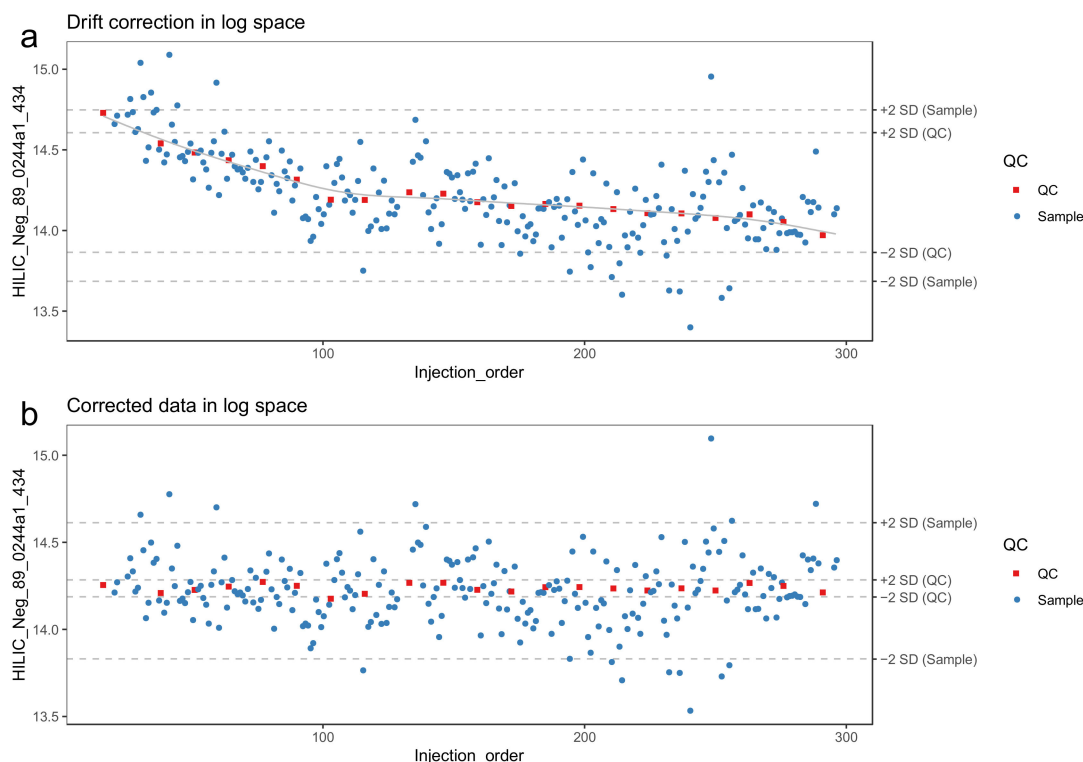 a
Drift correction in log space
HILIC_Neg_89_0244a1_434
15.0
14.5
14.0
13.5
+2 SD (Sample)
+2 SD (QC)
−2 SD (QC)
−2 SD (Sample)
100
200
300
Injection_order
QC
QC
Sample
b
Corrected data in log space
HILIC_Neg_89_0244a1_434
15.0
14.5
14.0
13.5
+2 SD (Sample)
+2 SD (QC)
−2 SD (QC)
−2 SD (Sample)
100
200
300
Injection_order
QC
QC
Sample